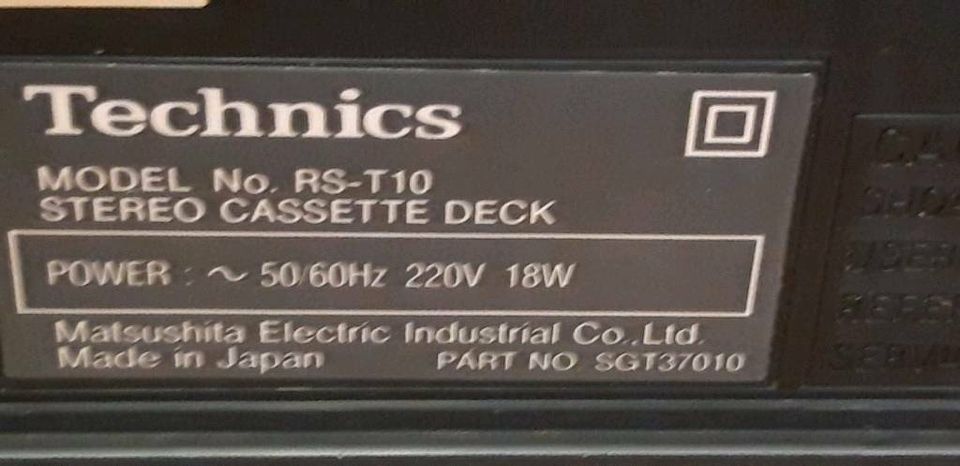 Technics
MODEL No. RS-T10
STEREO CASSETTE DECK
POWER : ~ 50/60Hz 220V 18W
Matsushita Electric Industrial Co., Ltd.
Made in Japan PART NO SGT37010